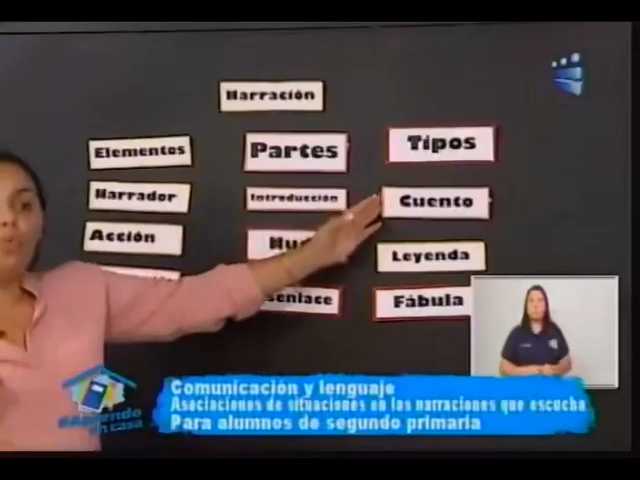 Narración
Elementos
Partes
Tipos
Narrador
Introducción
Cuento
Acción
Leyenda
Fábula
Comunicación y lenguaje
Asociaciones de situaciones en las narraciones que escucha
Para alumnos de segundo primaria